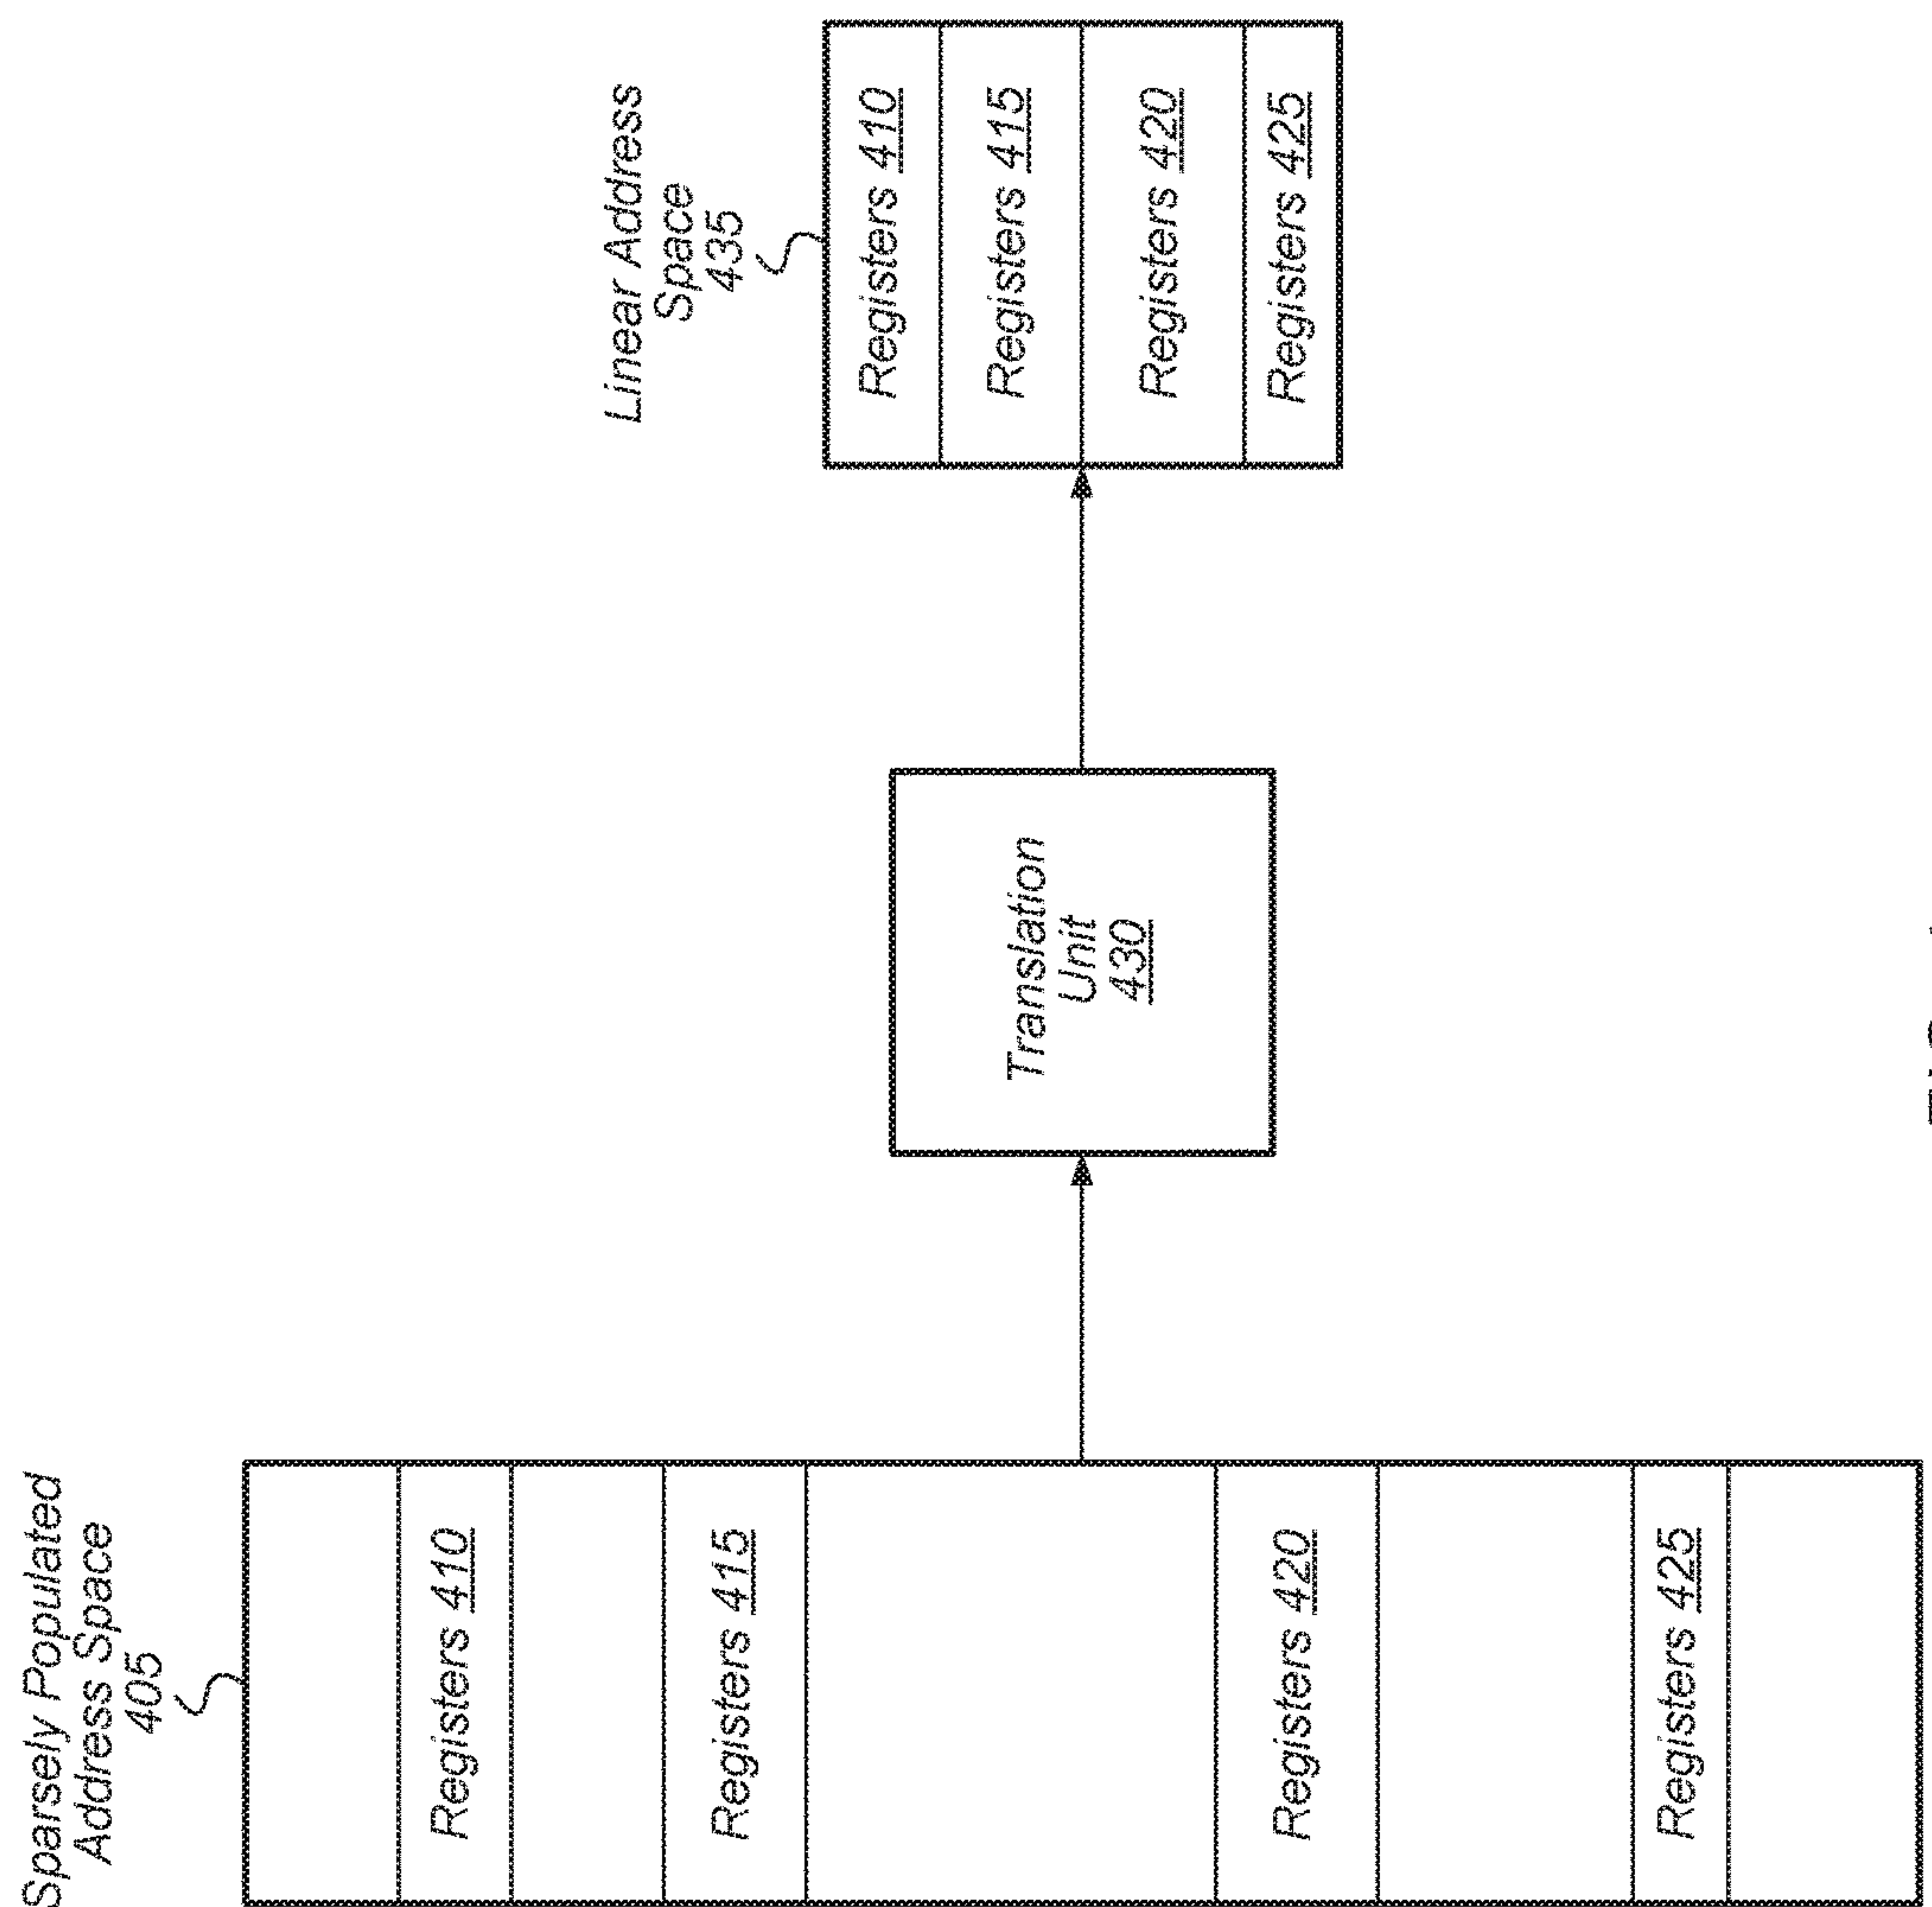 Sparsely Populated
Address Space
405
Registers 410
Registers 415
Registers 420
Registers 425
Translation
Unit
430
Linear Address
Space
435
Registers 410
Registers 415
Registers 420
Registers 425